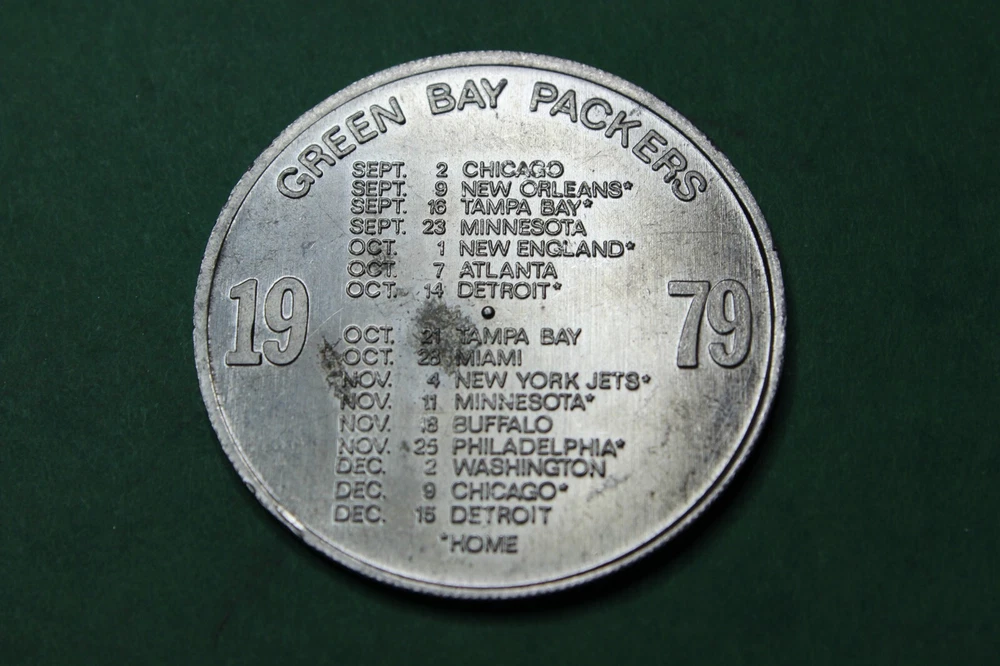 GREEN BAY PACKERS
19 79
SEPT. 2 CHICAGO
SEPT. 9 NEW ORLEANS*
SEPT. 16 TAMPA BAY*
SEPT. 23 MINNESOTA
OCT. 1 NEW ENGLAND*
OCT. 7 ATLANTA
OCT. 14 DETROIT*
OCT. 21 TAMPA BAY
OCT. 28 MIAMI
NOV. 4 NEW YORK JETS*
NOV. 11 MINNESOTA*
NOV. 18 BUFFALO
NOV. 25 PHILADELPHIA*
DEC. 2 WASHINGTON
DEC. 9 CHICAGO*
DEC. 15 DETROIT
*HOME